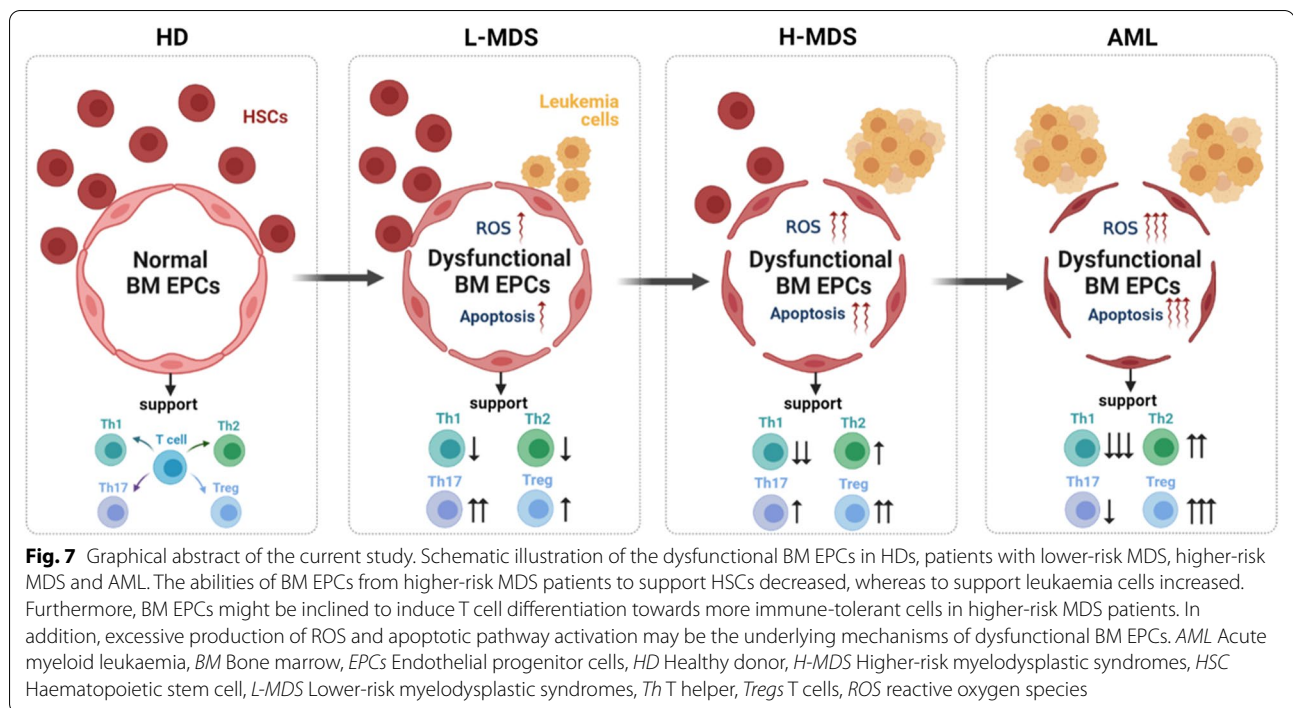 HD
L-MDS
H-MDS
AML
HSCs
Normal
BM EPCs
support
Th1
T cell
Th2
Th17
Treg
Leukemia
cells
ROS
Dysfunctional
BM EPCs
Apoptosis
support
Th1
Th2
Th17
Treg
ROS
Dysfunctional
BM EPCs
Apoptosis
support
Th1
Th2
Th17
Treg
ROS
Dysfunctional
BM EPCs
Apoptosis
support
Th1
Th2
Th17
Treg
Fig. 7 Graphical abstract of the current study. Schematic illustration of the dysfunctional BM EPCs in HDs, patients with lower-risk MDS, higher-risk
MDS and AML. The abilities of BM EPCs from higher-risk MDS patients to support HSCs decreased, whereas to support leukaemia cells increased.
Furthermore, BM EPCs might be inclined to induce T cell differentiation towards more immune-tolerant cells in higher-risk MDS patients. In
addition, excessive production of ROS and apoptotic pathway activation may be the underlying mechanisms of dysfunctional BM EPCs. AML Acute
myeloid leukaemia, BM Bone marrow, EPCs Endothelial progenitor cells, HD Healthy donor, H-MDS Higher-risk myelodysplastic syndromes, HSC
Haematopoietic stem cell, L-MDS Lower-risk myelodysplastic syndromes, Th T helper, Tregs T cells, ROS reactive oxygen species